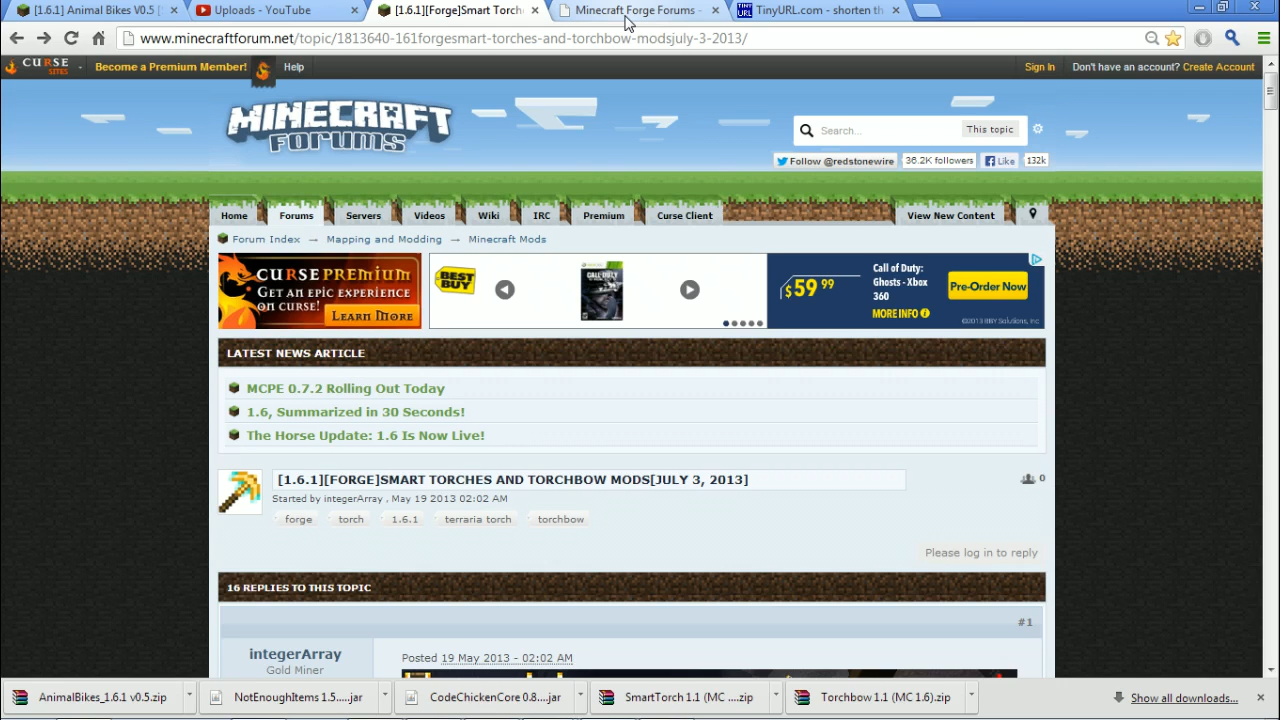 [1.6.1] Animal Bikes V0.5 [S
Uploads - YouTube
[1.6.1][Forge]Smart Torch
Minecraft Forge Forums -
TinyURL.com - shorten th
www.minecraftforum.net/topic/1813640-161forgesmart-torches-and-torchbow-modsjuly-3-2013/
CURSE SITES
Become a Premium Member!
Help
Sign In
Don't have an account? Create Account
MINECRAFT
FORUMS
Search...
This topic
Follow @redstonewire
36.2K followers
Like
132k
Home
Forums
Servers
Videos
Wiki
IRC
Premium
Curse Client
View New Content
Forum Index → Mapping and Modding → Minecraft Mods
CURSE PREMIUM
GET AN EPIC EXPERIENCE
ON CURSE!
LEARN MORE
BEST BUY
CALL OF DUTY
$59 99
Call of Duty:
Ghosts - Xbox
360
MORE INFO
Pre-Order Now
©2013 BBY Solutions, Inc
LATEST NEWS ARTICLE
MCPE 0.7.2 Rolling Out Today
1.6, Summarized in 30 Seconds!
The Horse Update: 1.6 Is Now Live!
[1.6.1][FORGE]SMART TORCHES AND TORCHBOW MODS[JULY 3, 2013]
0
Started by integerArray , May 19 2013 02:02 AM
forge
torch
1.6.1
terraria torch
torchbow
Please log in to reply
16 REPLIES TO THIS TOPIC
#1
integerArray
Gold Miner
Posted 19 May 2013 - 02:02 AM
AnimalBikes_1.6.1 v0.5.zip
NotEnoughItems 1.5.....jar
CodeChickenCore 0.8....jar
SmartTorch 1.1 (MC ....zip
Torchbow 1.1 (MC 1.6).zip
Show all downloads...